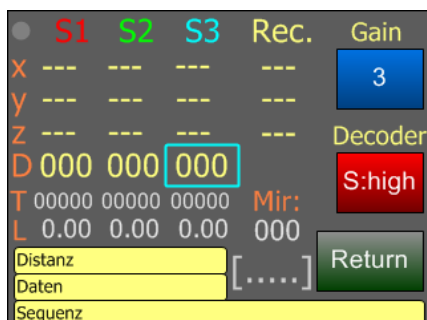 S1 S2 S3 Rec. Gain
x --- --- --- --- 3
y --- --- --- ---
z --- --- --- --- Decoder
D 000 000 000 S:high
T 00000 00000 00000 Mir:
L 0.00 0.00 0.00 000
Distanz [.....] Return
Daten
Sequenz